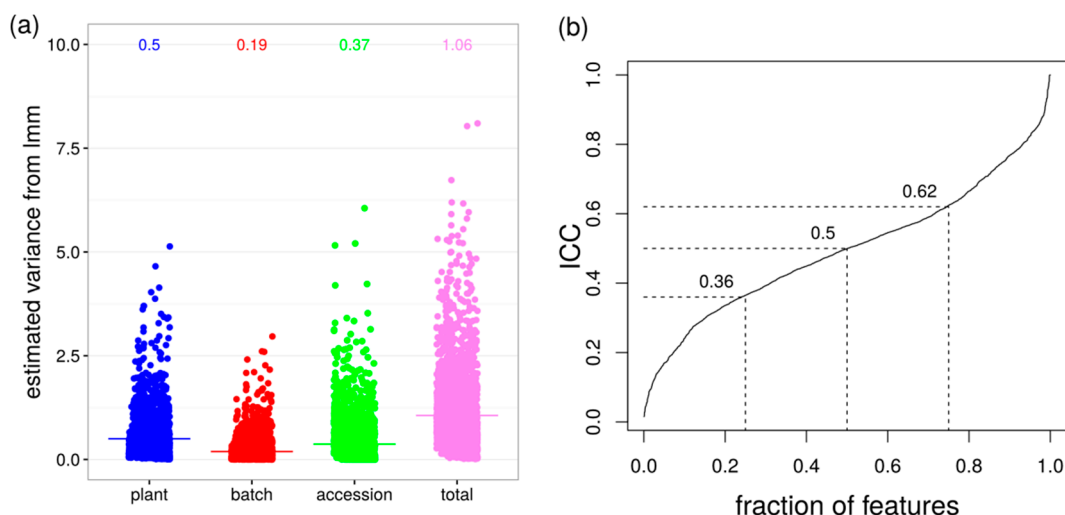 (a)
estimated variance from lmm
10.0
7.5
5.0
2.5
0.0
0.5
0.19
0.37
1.06
plant
batch
accession
total
(b)
ICC
1.0
0.8
0.6
0.4
0.2
0.0
0.62
0.5
0.36
0.0
0.2
0.4
0.6
0.8
1.0
fraction of features